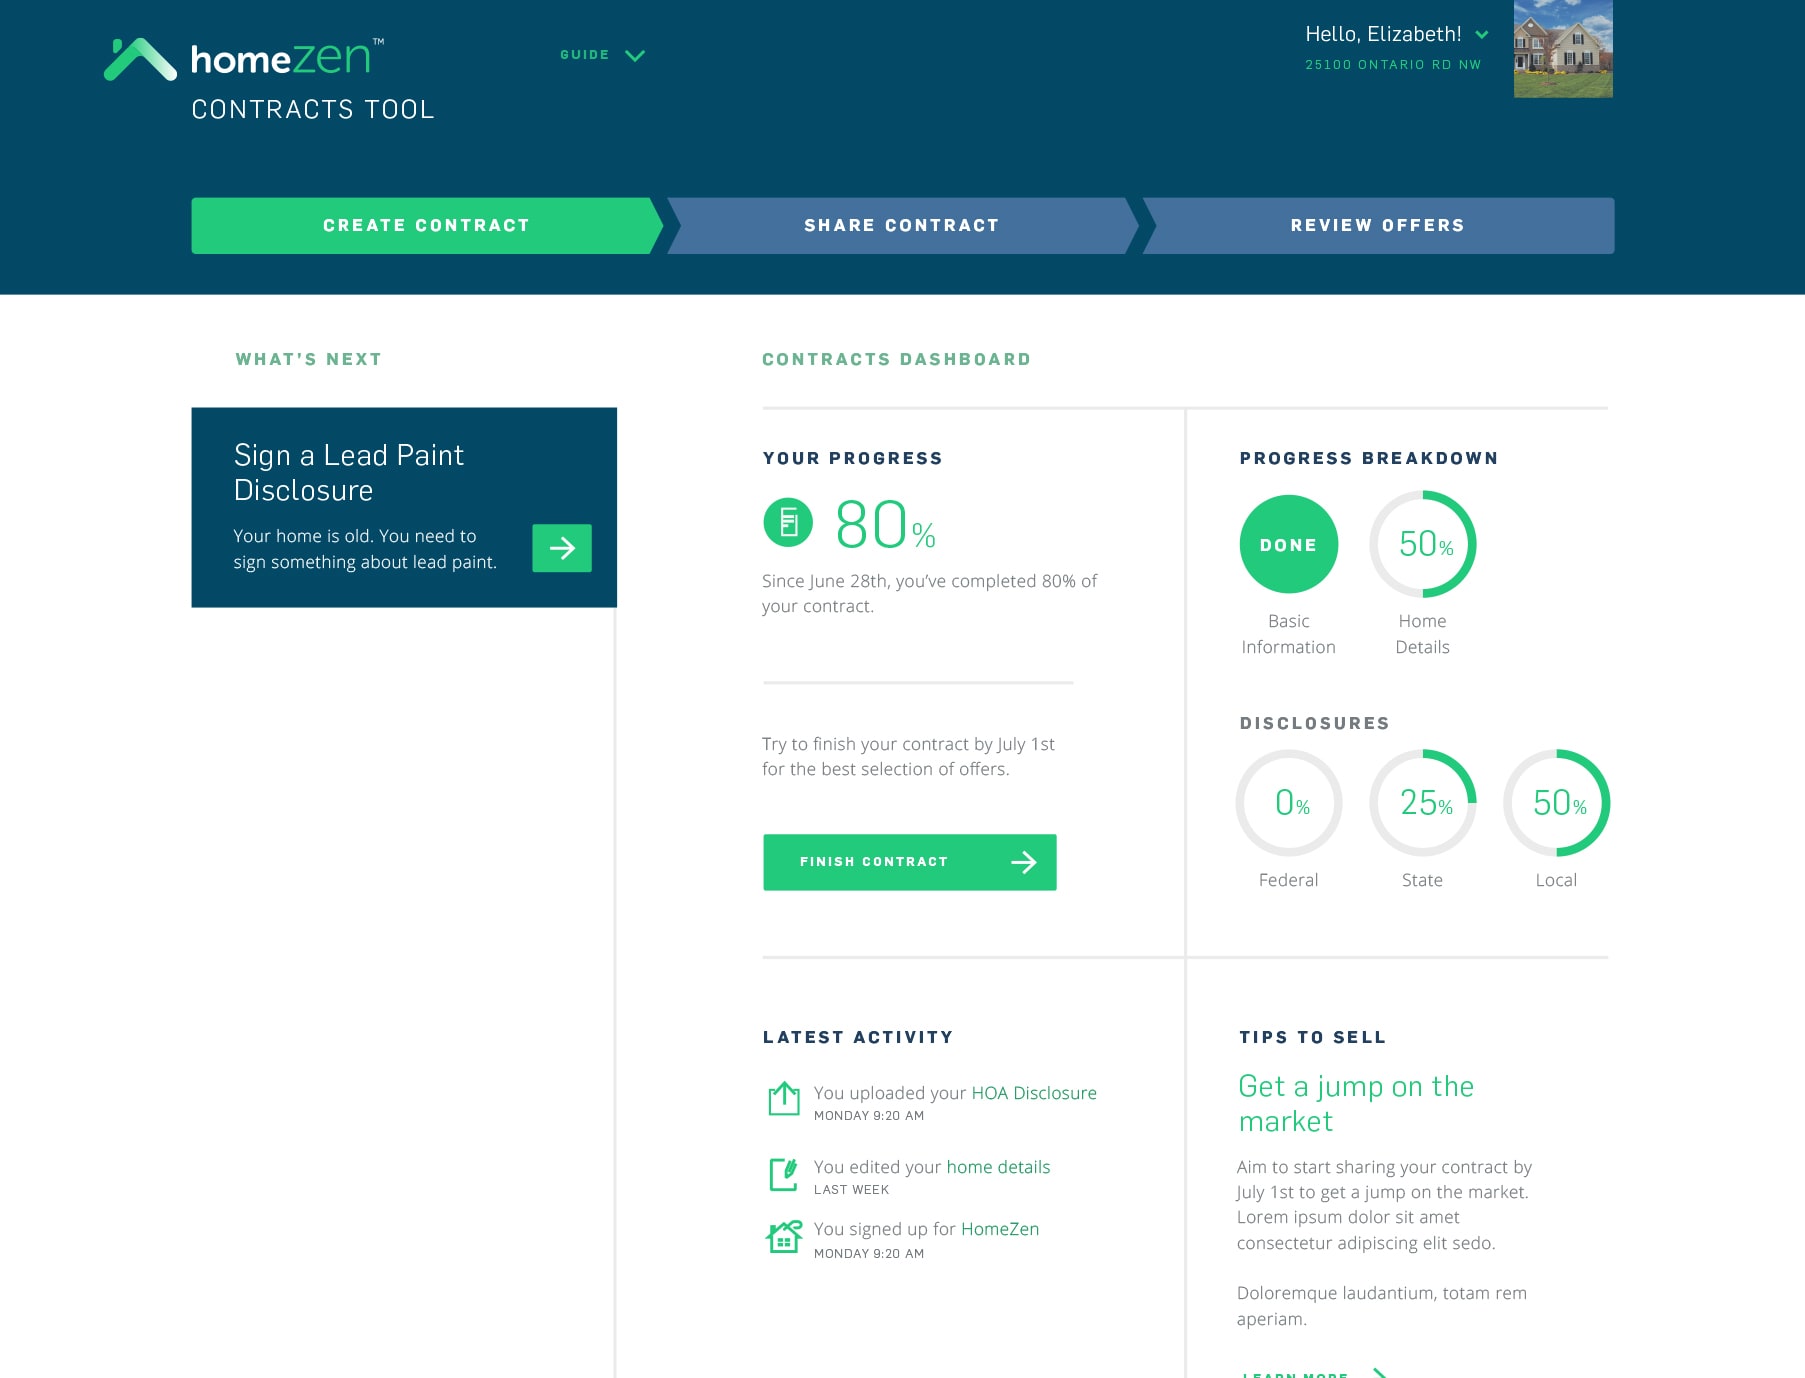 homezen™
CONTRACTS TOOL
GUIDE
Hello, Elizabeth!
25100 ONTARIO RD NW
CREATE CONTRACT
SHARE CONTRACT
REVIEW OFFERS
WHAT'S NEXT
Sign a Lead Paint
Disclosure
Your home is old. You need to
sign something about lead paint.
CONTRACTS DASHBOARD
YOUR PROGRESS
80%
Since June 28th, you've completed 80% of
your contract.
Try to finish your contract by July 1st
for the best selection of offers.
FINISH CONTRACT
PROGRESS BREAKDOWN
DONE
50%
Basic
Information
Home
Details
DISCLOSURES
0%
25%
50%
Federal
State
Local
LATEST ACTIVITY
You uploaded your HOA Disclosure
MONDAY 9:20 AM
You edited your home details
LAST WEEK
You signed up for HomeZen
MONDAY 9:20 AM
TIPS TO SELL
Get a jump on the
market
Aim to start sharing your contract by
July 1st to get a jump on the market.
Lorem ipsum dolor sit amet
consectetur adipiscing elit sedo.
Doloremque laudantium, totam rem
aperiam.
LEARN MORE